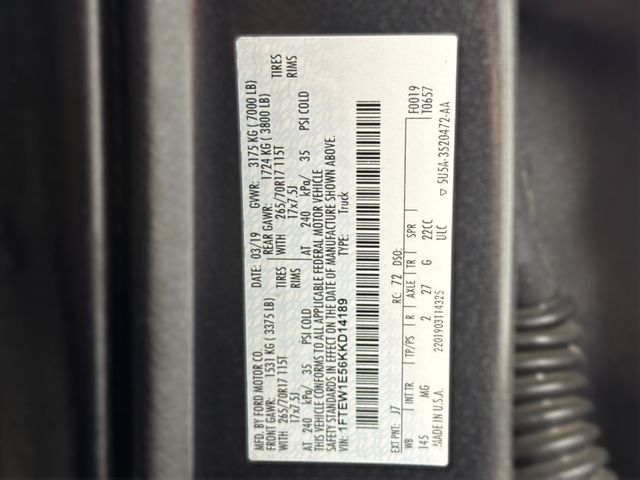 MFD. BY FORD MOTOR CO.
DATE: 03/19 GVWR: 3175 KG ( 7000 LB)
FRONT GAWR: 1531 KG ( 3375 LB) REAR GAWR: 1724 KG ( 3800 LB)
WITH 265/70R17 115T TIRES WITH 265/70R17 115T TIRES
17x7.5J RIMS 17x7.5J RIMS
AT 240 kPa/ 35 PSI COLD AT 240 kPa/ 35 PSI COLD
THIS VEHICLE CONFORMS TO ALL APPLICABLE FEDERAL MOTOR VEHICLE
SAFETY STANDARDS IN EFFECT ON THE DATE OF MANUFACTURE SHOWN ABOVE.
VIN: 1FTEW1E56KKD14189 TYPE: Truck
F0019
T0657
EXT PNT: J7 RC: 72 DSO:
WB INT TR TP/PS R AXLE TR SPR
145 MG 2 27 G 22CC
ULC
MADE IN U.S.A. 2201903114325 ▽ 5U5A-3520472-AA